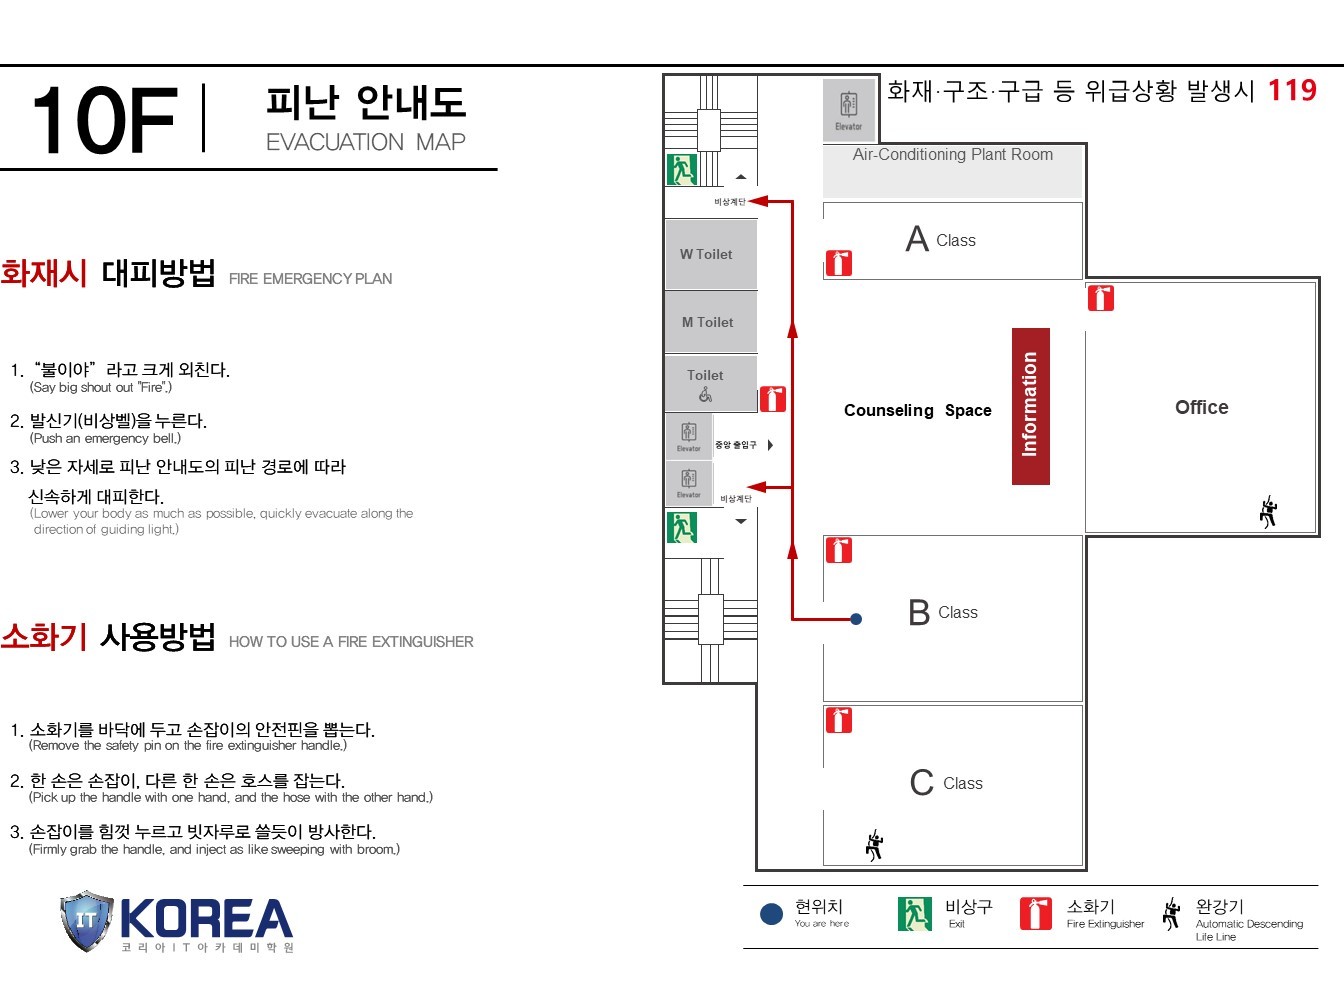 10F
피난 안내도
EVACUATION MAP
화재·구조·구급 등 위급상황 발생시 119
화재시 대피방법 FIRE EMERGENCY PLAN
1. “불이야” 라고 크게 외친다.
(Say big shout out "Fire".)
2. 발신기(비상벨)을 누른다.
(Push an emergency bell.)
3. 낮은 자세로 피난 안내도의 피난 경로에 따라
신속하게 대피한다.
(Lower your body as much as possible, quickly evacuate along the
direction of guiding light.)
소화기 사용방법 HOW TO USE A FIRE EXTINGUISHER
1. 소화기를 바닥에 두고 손잡이의 안전핀을 뽑는다.
(Remove the safety pin on the fire extinguisher handle.)
2. 한 손은 손잡이, 다른 한 손은 호스를 잡는다.
(Pick up the handle with one hand, and the hose with the other hand.)
3. 손잡이를 힘껏 누르고 빗자루로 쓸듯이 방사한다.
(Firmly grab the handle, and inject as like sweeping with broom.)
IT KOREA
코리아IT아카데미학원
Elevator
Air-Conditioning Plant Room
비상계단
A Class
W Toilet
M Toilet
Toilet
Elevator
중앙 출입구
Elevator
비상계단
Counseling Space
Information
Office
B Class
C Class
현위치
You are here
비상구
Exit
소화기
Fire Extinguisher
완강기
Automatic Descending
Life Line